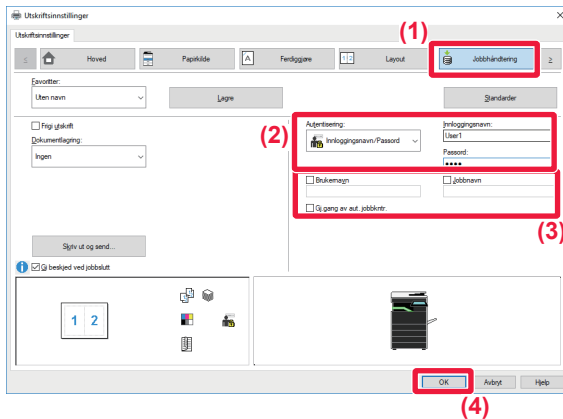 Utskriftsinnstillinger
Utskriftsinnstillinger
(1)
< Hoved Papirkilde A Ferdiggjøre 1 2 Layout Jobbhåndtering >
Favoritter:
Uten navn Lagre Standarder
Frigi utskrift
Dokumentlagring:
Ingen
(2)
Autentisering: Innloggingsnavn:
Innloggingsnavn/Passord User1
Passord:
••••
Brukernavn Jobbnavn
Gj.gang av aut. jobbkntr.
(3)
Skriv ut og send...
Gi beskjed ved jobbslutt
1 2
OK Avbryt Hjelp
(4)